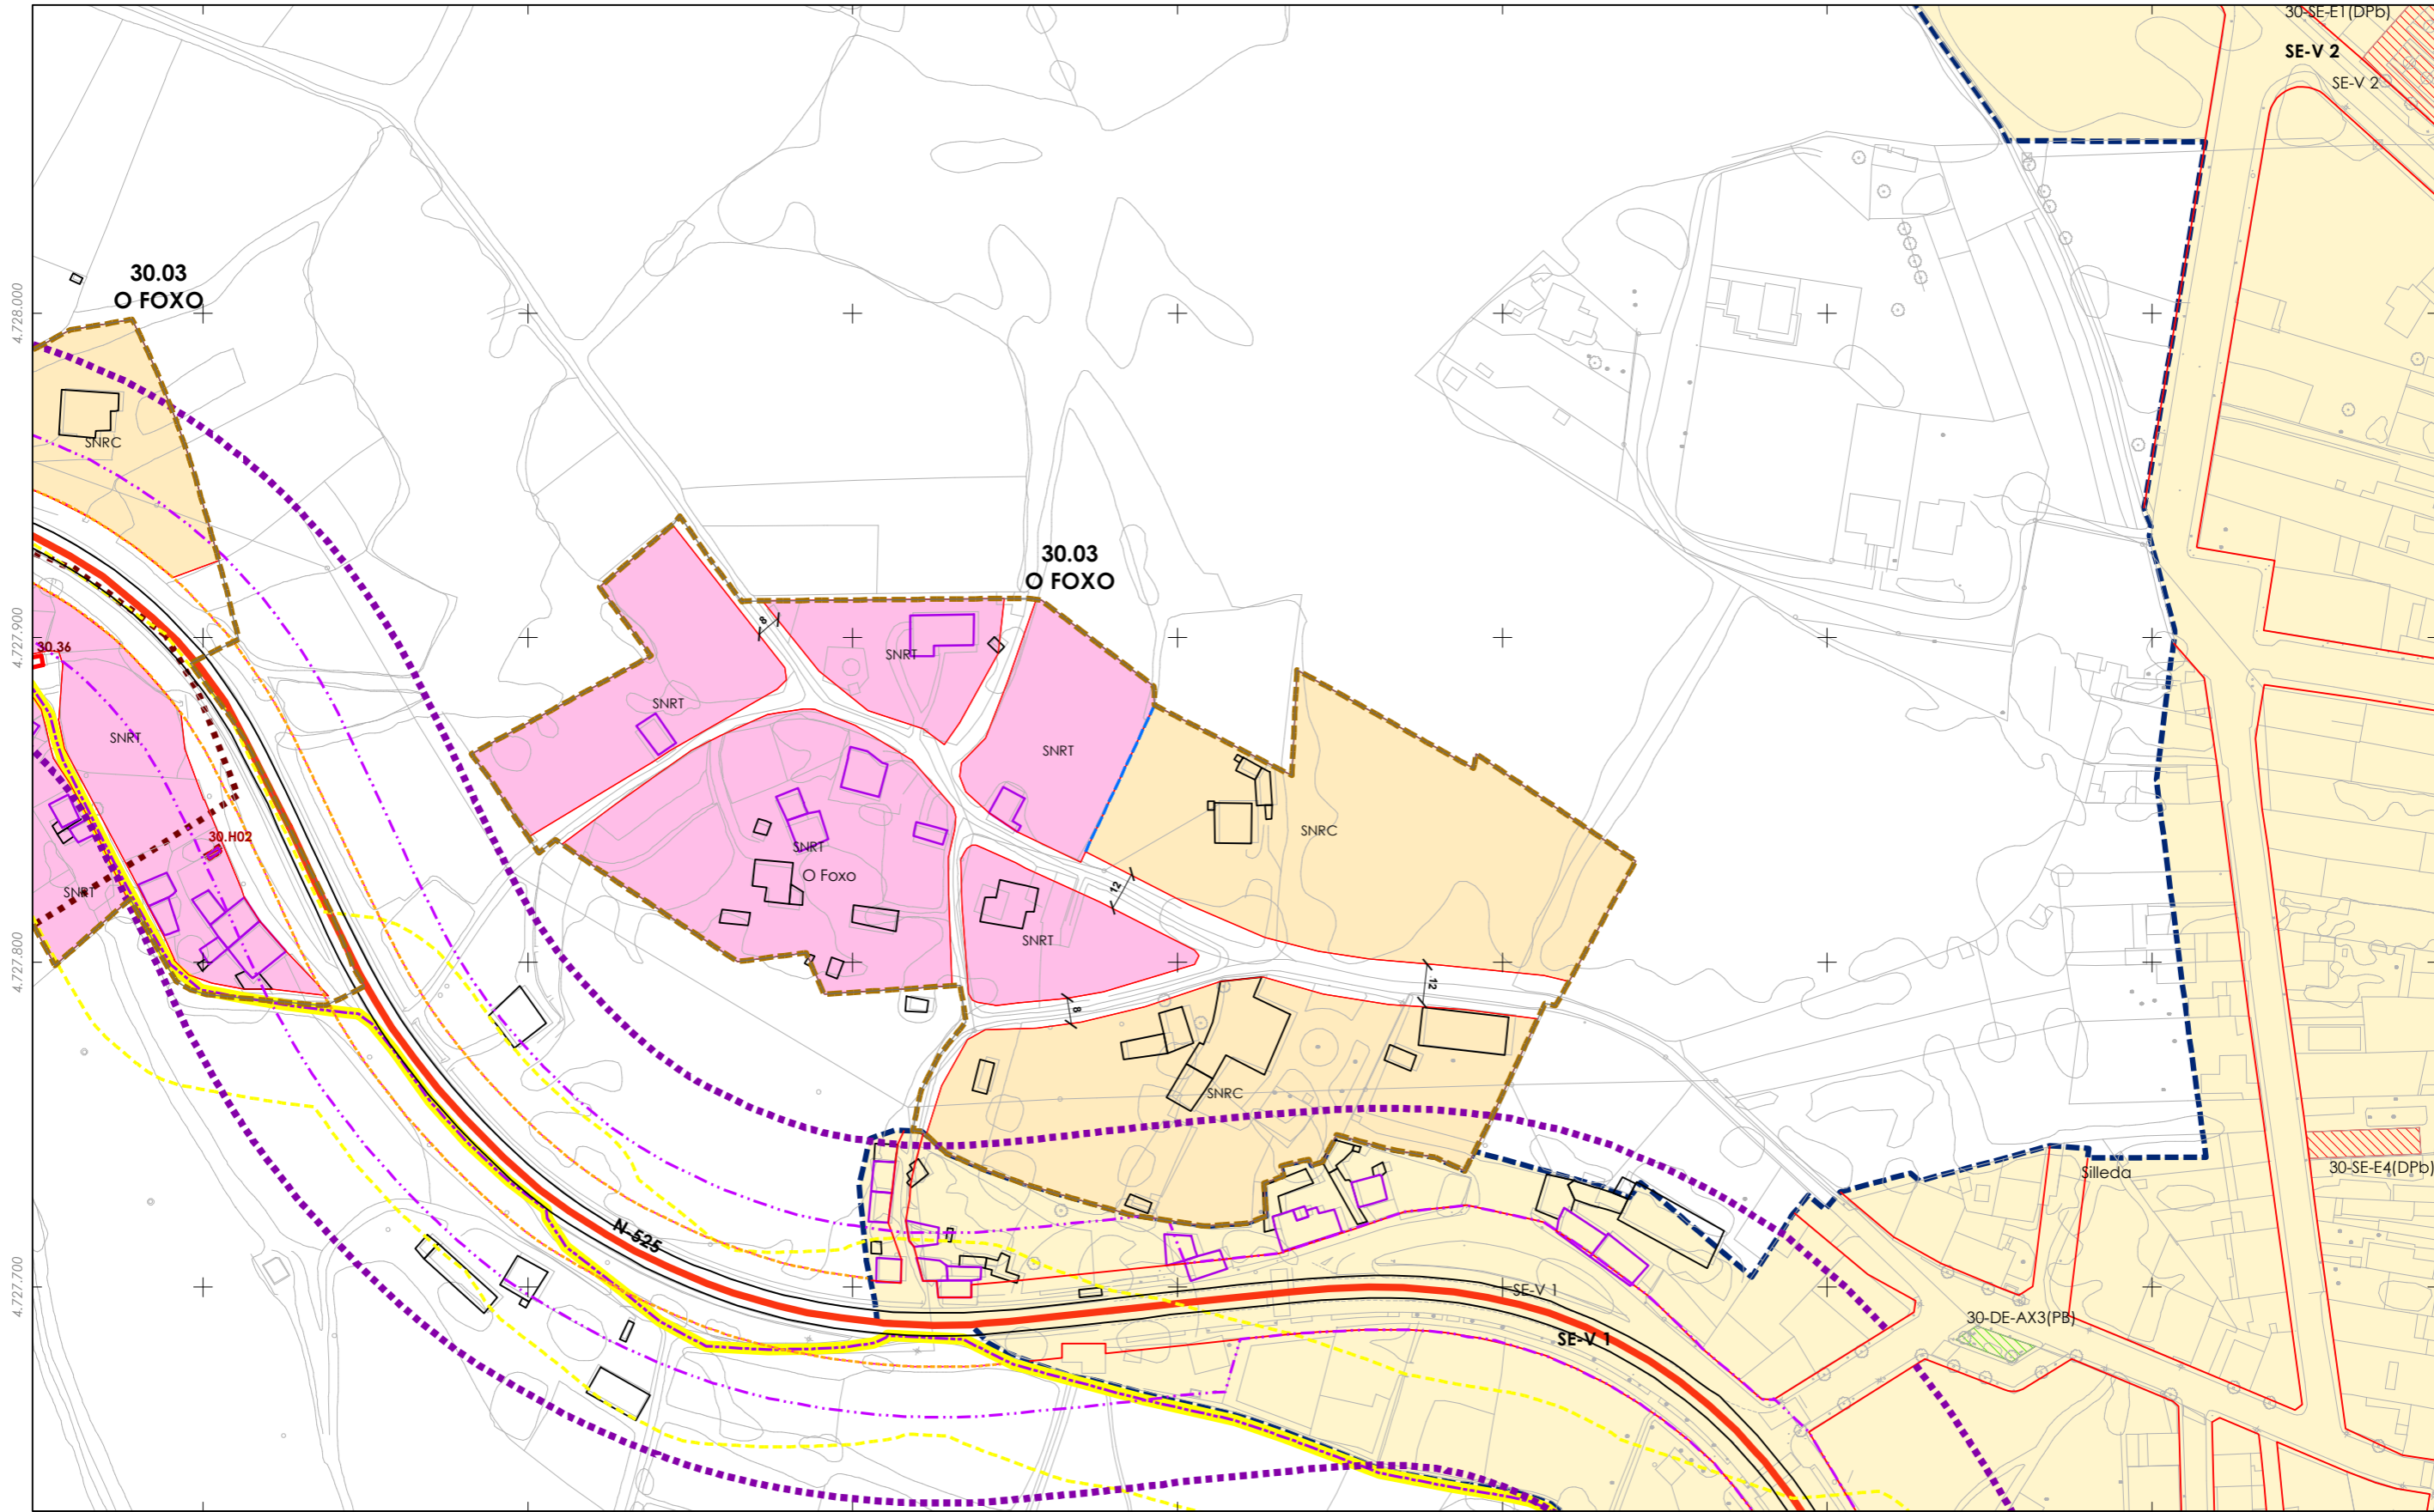 30-SE-E1(DPb)
SE-V 2
SE-V 2
30.03
O FOXO
4.728.000
SNRC
30.03
O FOXO
8
30.36
4.727.900
SNRT
SNRT
SNRT
SNRT
SNRT
30.H02
SNRC
SNRT
O Foxo
SNRT
12
SNRT
4.727.800
12
8
SNRC
Silleda
30-SE-E4(DPb)
N-525
4.727.700
SE-V 1
30-DE-AX3(PB)
SE-V 1